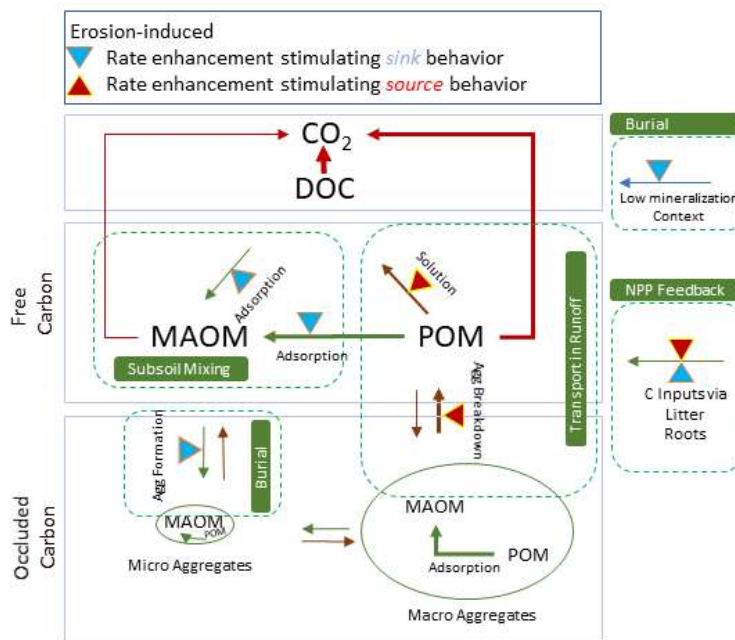 Erosion-induced
Rate enhancement stimulating sink behavior
Rate enhancement stimulating source behavior
CO2
DOC
Burial
Low mineralization
Context
Free
Carbon
Adsorption
Solution
MAOM
Adsorption
POM
Subsoil Mixing
Transport in Runoff
NPP Feedback
C Inputs via
Litter
Roots
Agg Breakdown
Occluded
Carbon
Agg Formation
Burial
MAOM
POM
Micro Aggregates
MAOM
POM
Adsorption
Macro Aggregates